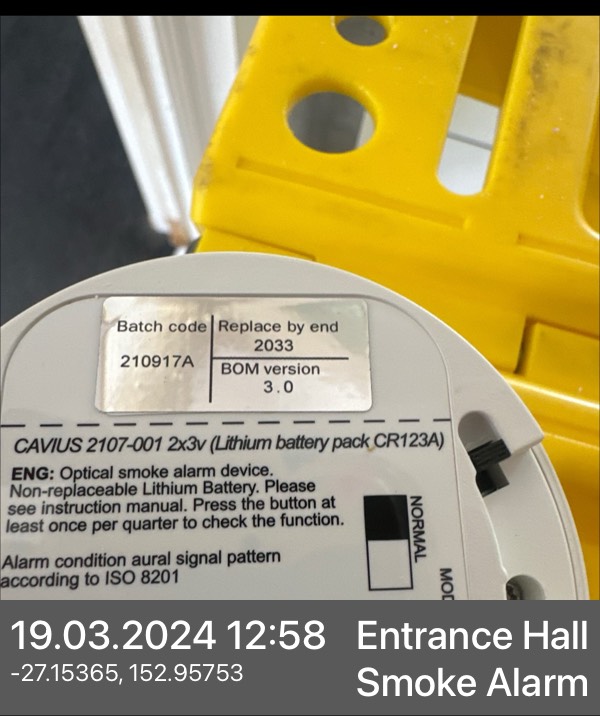 Batch code
210917A
Replace by end
2033
BOM version
3.0
CAVIUS 2107-001 2x3v (Lithium battery pack CR123A)
ENG: Optical smoke alarm device.
Non-replaceable Lithium Battery. Please
see instruction manual. Press the button at
least once per quarter to check the function.
Alarm condition aural signal pattern
according to ISO 8201
NORMAL
19.03.2024 12:58
-27.15365, 152.95753
Entrance Hall
Smoke Alarm